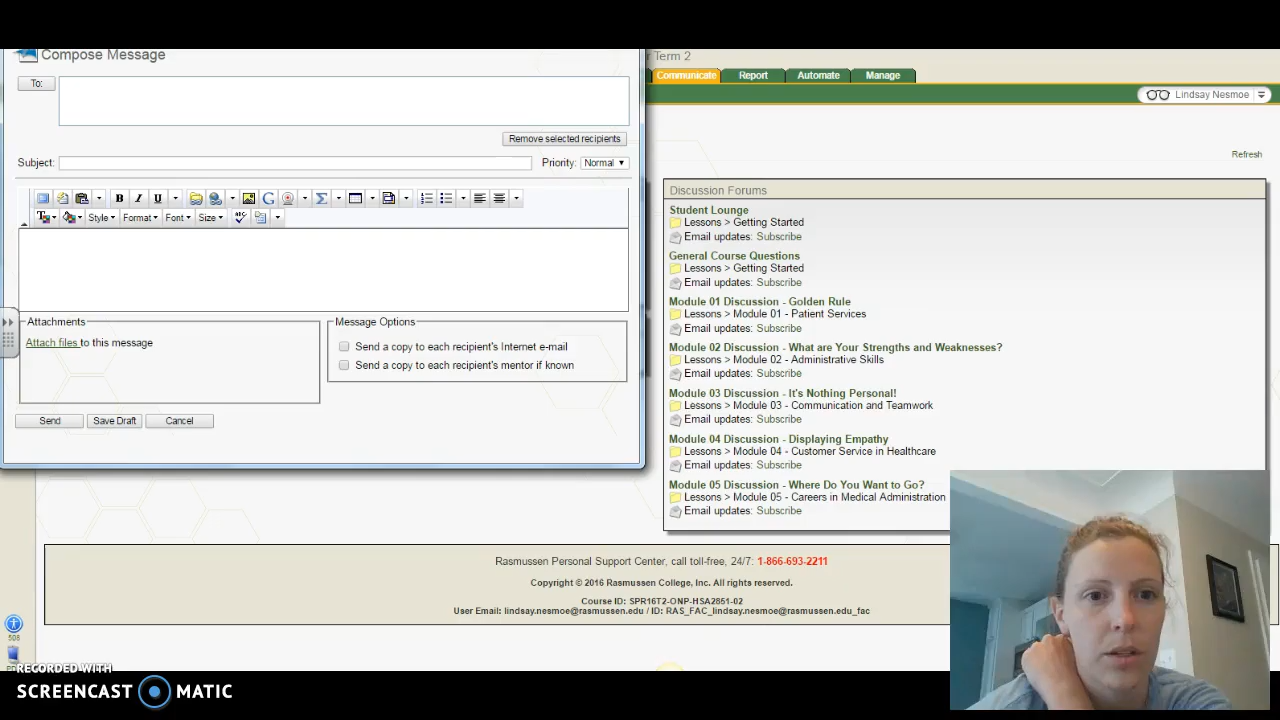 Compose Message
r Term 2
To:
Communicate Report Automate Manage
Lindsay Nesmoe
Remove selected recipients
Refresh
Subject:
Priority: Normal
B I U
Style Format Font Size
Attachments
Attach files to this message
Message Options
Send a copy to each recipient's Internet e-mail
Send a copy to each recipient's mentor if known
Send Save Draft Cancel
Discussion Forums
Student Lounge
Lessons > Getting Started
Email updates: Subscribe
General Course Questions
Lessons > Getting Started
Email updates: Subscribe
Module 01 Discussion - Golden Rule
Lessons > Module 01 - Patient Services
Email updates: Subscribe
Module 02 Discussion - What are Your Strengths and Weaknesses?
Lessons > Module 02 - Administrative Skills
Email updates: Subscribe
Module 03 Discussion - It's Nothing Personal!
Lessons > Module 03 - Communication and Teamwork
Email updates: Subscribe
Module 04 Discussion - Displaying Empathy
Lessons > Module 04 - Customer Service in Healthcare
Email updates: Subscribe
Module 05 Discussion - Where Do You Want to Go?
Lessons > Module 05 - Careers in Medical Administration
Email updates: Subscribe
Rasmussen Personal Support Center, call toll-free, 24/7: 1-866-693-2211
Copyright © 2016 Rasmussen College, Inc. All rights reserved.
Course ID: SPR16T2-ONP-HSA2851-02
User Email: lindsay.nesmoe@rasmussen.edu / ID: RAS_FAC_lindsay.nesmoe@rasmussen.edu_fac
508
RECORDED WITH
SCREENCAST MATIC